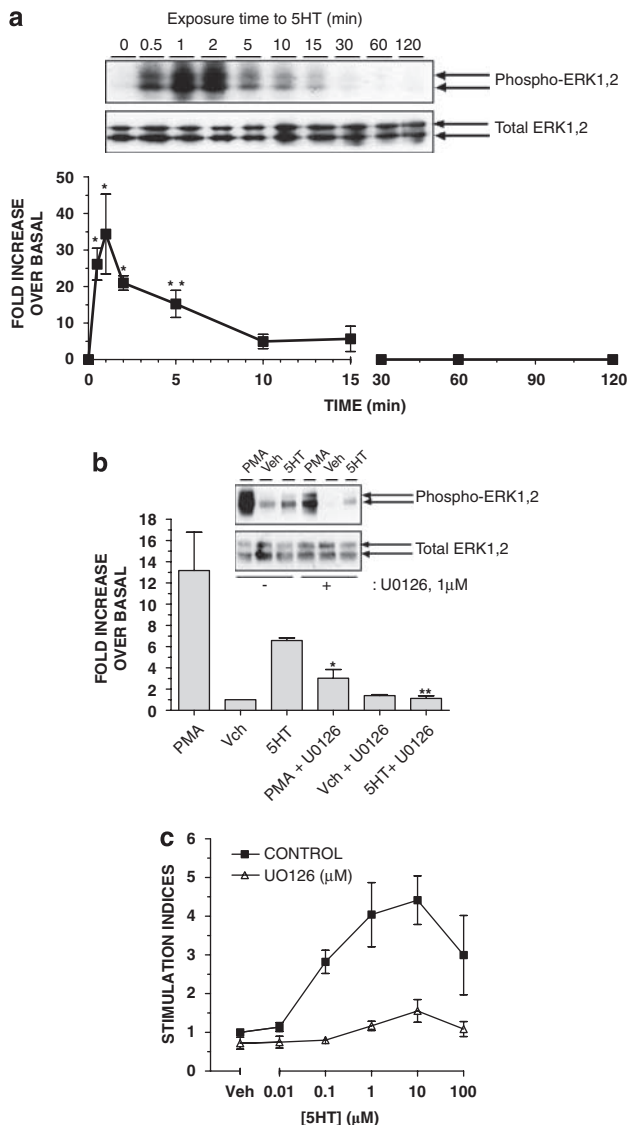 a
Exposure time to 5HT (min)
0 0.5 1 2 5 10 15 30 60 120
Phospho-ERK1,2
Total ERK1,2
FOLD INCREASE
OVER BASAL
50
40
30
20
10
0
*
*
*
* *
0 5 10 15 30 60 90 120
TIME (min)
b
PMA Veh 5HT PMA Veh 5HT
Phospho-ERK1,2
Total ERK1,2
- + : U0126, 1μM
FOLD INCREASE
OVER BASAL
18
16
14
12
10
8
6
4
2
0
*
**
PMA Vch 5HT PMA + U0126 Vch + U0126 5HT+ U0126
c
STIMULATION INDICES
6
5
4
3
2
1
0
CONTROL
UO126 (μM)
Veh 0.01 0.1 1 10 100
[5HT] (μM)